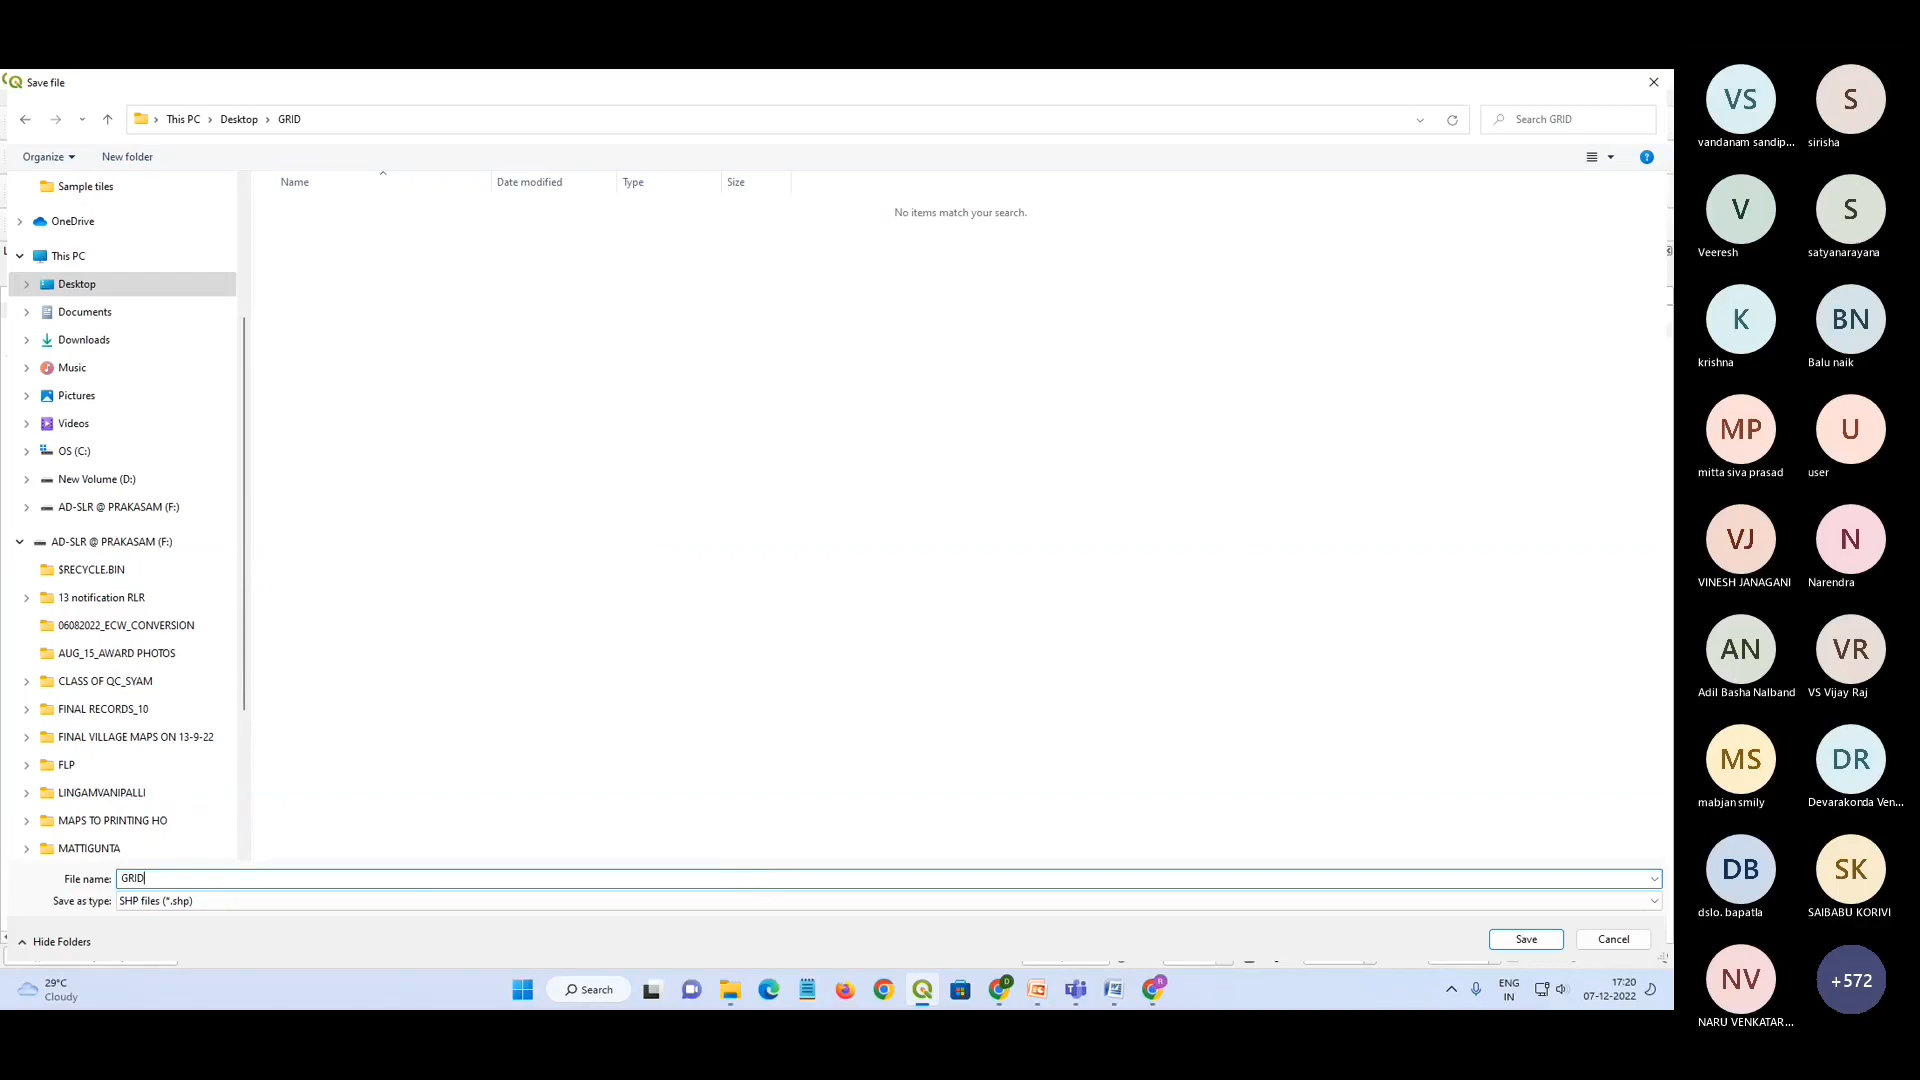 Save file
This PC
Desktop
GRID
Search GRID
Organize
New folder
Name
Date modified
Type
Size
No items match your search.
Sample tiles
OneDrive
This PC
Desktop
Documents
Downloads
Music
Pictures
Videos
OS (C:)
New Volume (D:)
AD-SLR @ PRAKASAM (F:)
AD-SLR @ PRAKASAM (F:)
$RECYCLE.BIN
13 notification RLR
06082022_ECW_CONVERSION
AUG_15_AWARD PHOTOS
CLASS OF QC_SYAM
FINAL RECORDS_10
FINAL VILLAGE MAPS ON 13-9-22
FLP
LINGAMVANIPALLI
MAPS TO PRINTING HO
MATTIGUNTA
File name: GRID
Save as type: SHP files (*.shp)
Hide Folders
Save
Cancel
29°C
Cloudy
Search
ENG
IN
17:20
07-12-2022
VS
vandanam sandip...
S
sirisha
V
Veeresh
S
satyanarayana
K
krishna
BN
Balu naik
MP
mitta siva prasad
U
user
VJ
VINESH JANAGANI
N
Narendra
AN
Adil Basha Nalband
VR
VS Vijay Raj
MS
mabjan smily
DR
Devarakonda Ven...
DB
dslo. bapatla
SK
SAIBABU KORIVI
NV
NARU VENKATAR...
+572